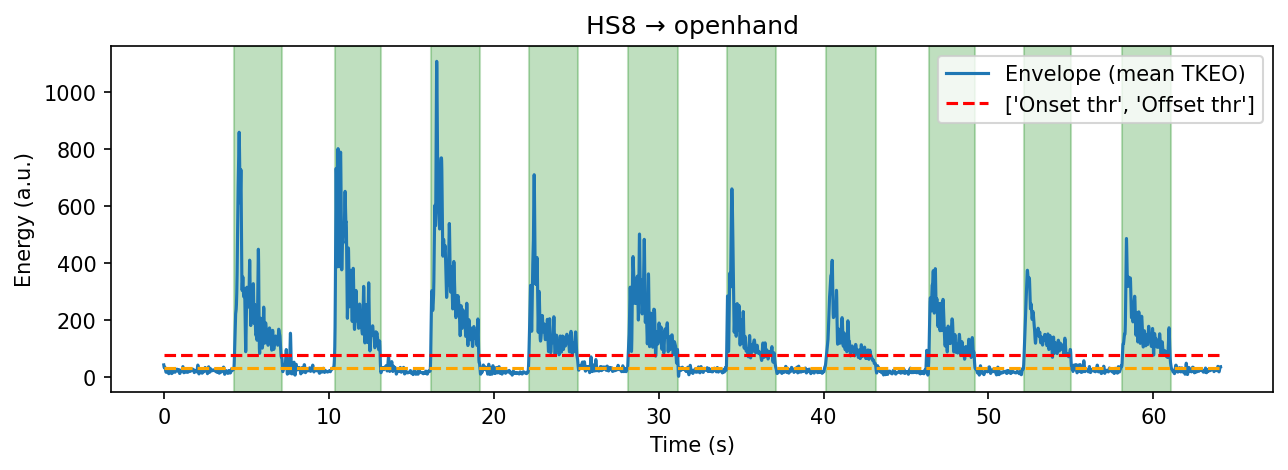 HS8 → openhand
Envelope (mean TKEO)
['Onset thr', 'Offset thr']
Energy (a.u.)
1000
800
600
400
200
0
0 10 20 30 40 50 60
Time (s)